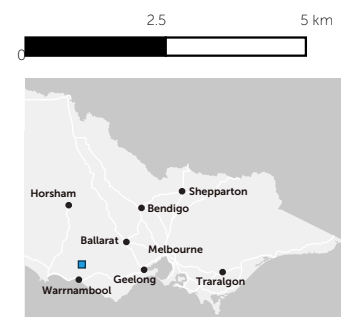 2.5 5 km
0
Shepparton
Horsham
Bendigo
Ballarat
Melbourne
Geelong
Traralgon
Warrnambool